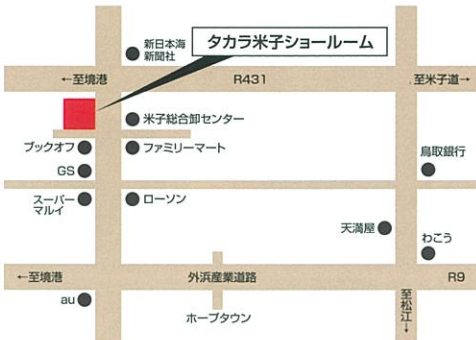 新日本海
新聞社
タカラ米子ショールーム
←至境港
R431
至米子道→
米子総合卸センター
ブックオフ
ファミリーマート
鳥取銀行
GS
スーパー
マルイ
ローソン
天満屋
わこう
←至境港
外浜産業道路
R9
au
ホープタウン
至松江→